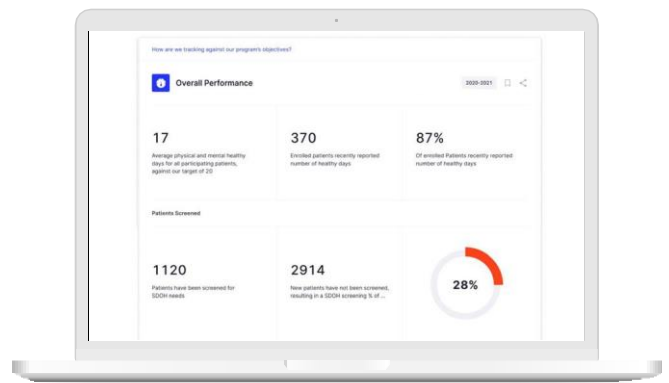 How are we tracking against our program's objectives?
Overall Performance
2020-2021
17
370
87%
Average physical and mental healthy
days for all participating patients,
against our target of 20
Enrolled patients recently reported
number of healthy days
Of enrolled Patients recently reported
number of healthy days
Patients Screened
1120
2914
28%
Patients have been screened for
SDOH needs
New patients have not been screened,
resulting in a SDOH screening % of ...